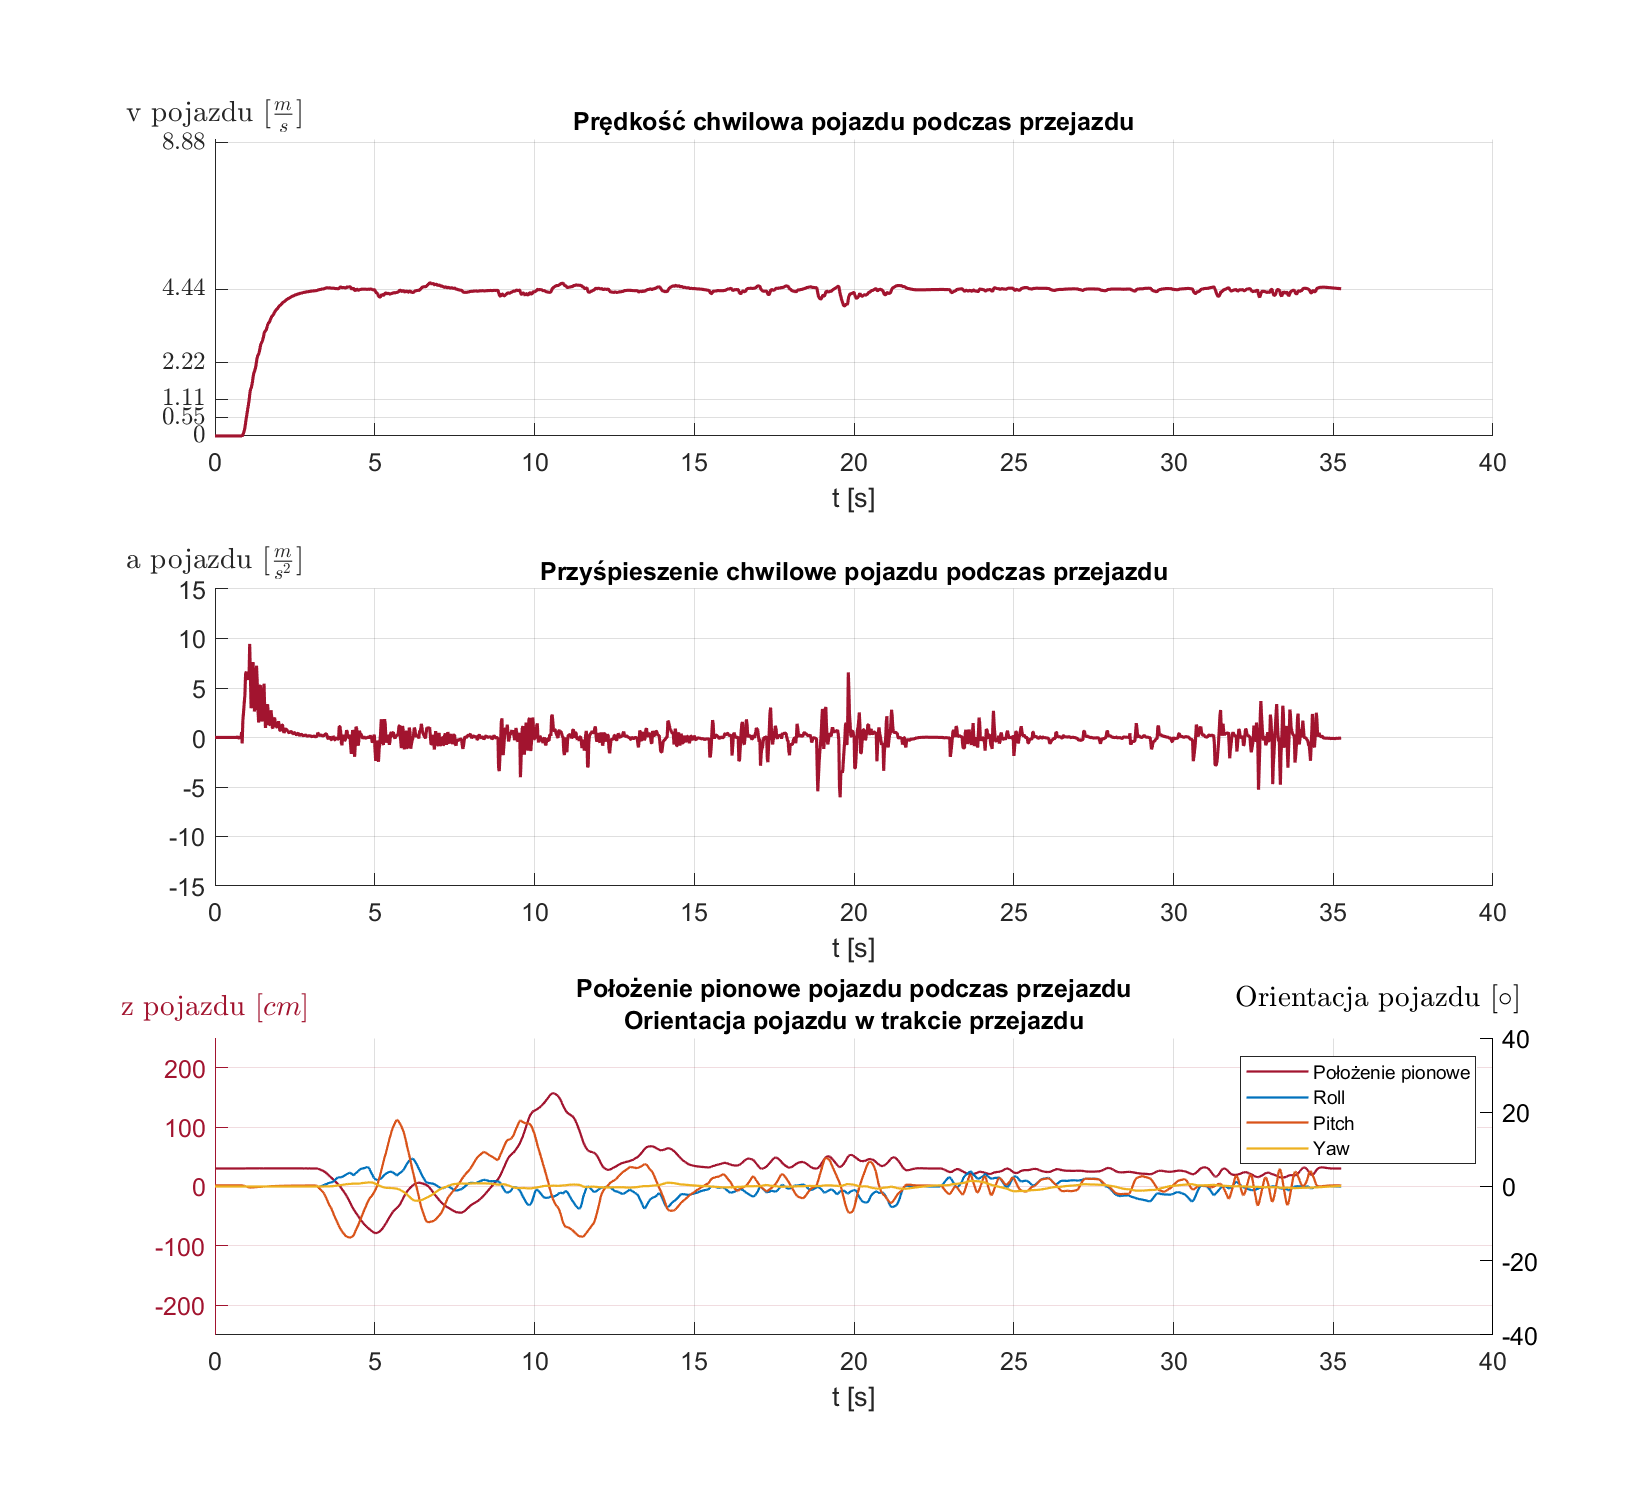 v pojazdu [m/s]
Prędkość chwilowa pojazdu podczas przejazdu
8.88
4.44
2.22
1.11
0.55
0
0 5 10 15 20 25 30 35 40
t [s]
a pojazdu [m/s²]
Przyśpieszenie chwilowe pojazdu podczas przejazdu
15
10
5
0
-5
-10
-15
0 5 10 15 20 25 30 35 40
t [s]
z pojazdu [cm]
Położenie pionowe pojazdu podczas przejazdu
Orientacja pojazdu w trakcie przejazdu
Orientacja pojazdu [∘]
200
100
0
-100
-200
40
20
0
-20
-40
Położenie pionowe
Roll
Pitch
Yaw
0 5 10 15 20 25 30 35 40
t [s]